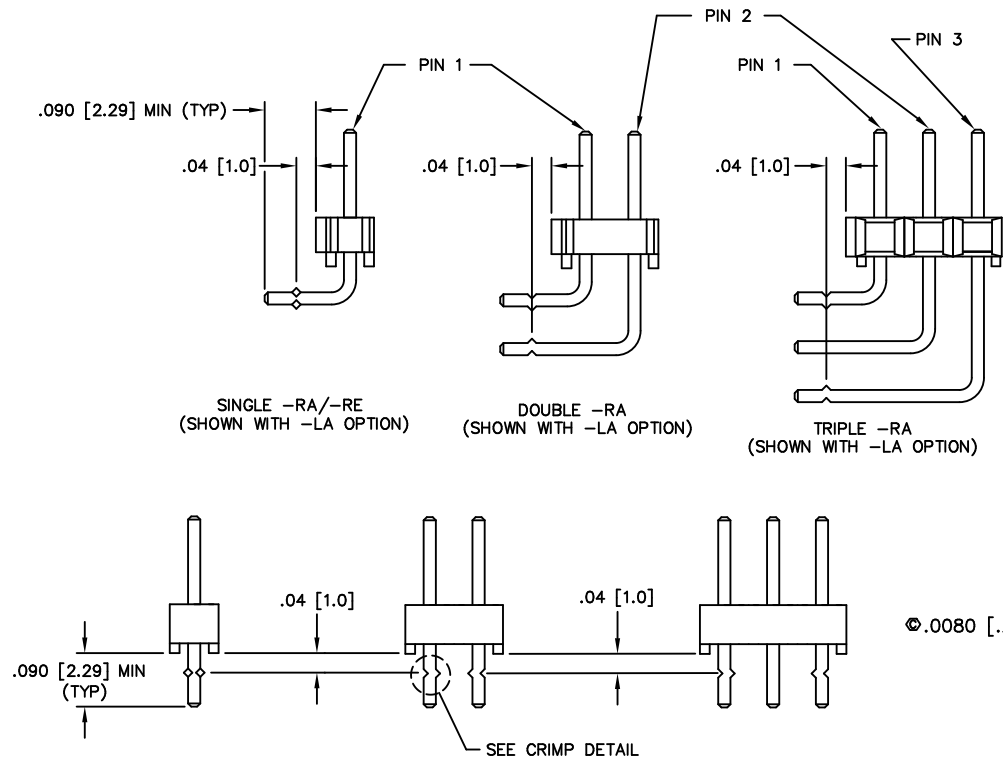 PIN 2
PIN 3
PIN 1
PIN 1
.090 [2.29] MIN (TYP)
.04 [1.0]
.04 [1.0]
.04 [1.0]
SINGLE –RA/–RE
(SHOWN WITH –LA OPTION)
DOUBLE –RA
(SHOWN WITH –LA OPTION)
TRIPLE –RA
(SHOWN WITH –LA OPTION)
.04 [1.0]
.04 [1.0]
©.0080 [.
.090 [2.29] MIN
(TYP)
SEE CRIMP DETAIL